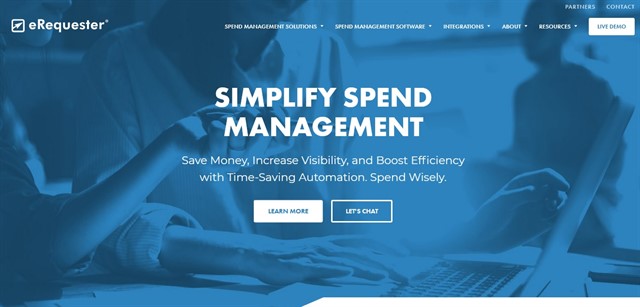 PARTNERS CONTACT
eRequester®
SPEND MANAGEMENT SOLUTIONS SPEND MANAGEMENT SOFTWARE INTEGRATIONS ABOUT RESOURCES LIVE DEMO
SIMPLIFY SPEND
MANAGEMENT
Save Money, Increase Visibility, and Boost Efficiency
with Time-Saving Automation. Spend Wisely.
LEARN MORE LET'S CHAT